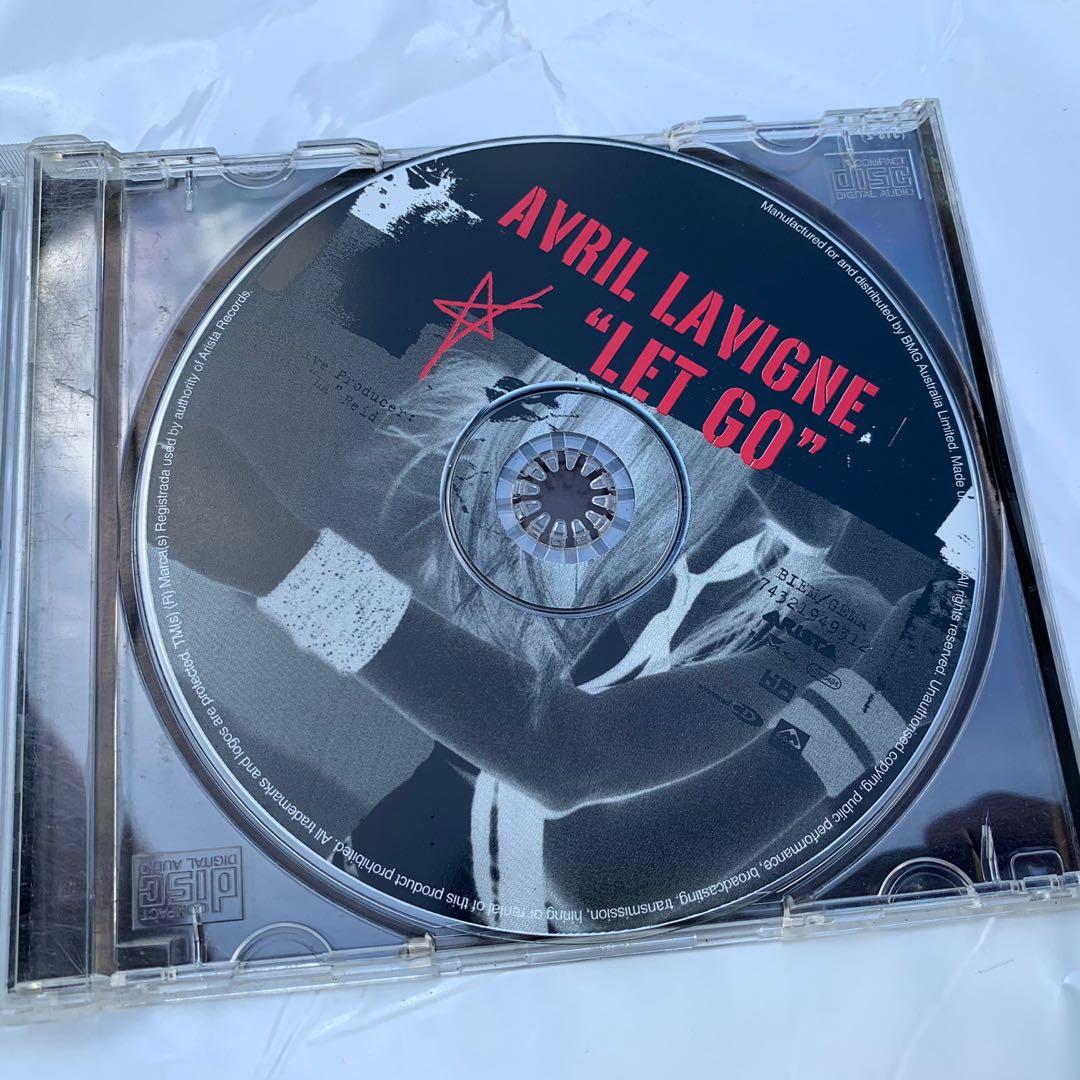 AVRIL LAVIGNE
“LET GO”
ve Producer:
"LA" Reid
BIEM/GEMA
74321949312
ARISTA
Manufactured for and distributed by BMG Australia Limited. Made
All rights reserved. Unauthorised copying, public performance, broadcasting, transmission, hiring or rental of this product prohibited. All trademarks and logos are protected. TM(s) (R) Marca(s) Registrada used by authority of Arista Records.
COMPACT
disc
DIGITAL AUDIO
COMPACT
disc
DIGITAL AUDIO